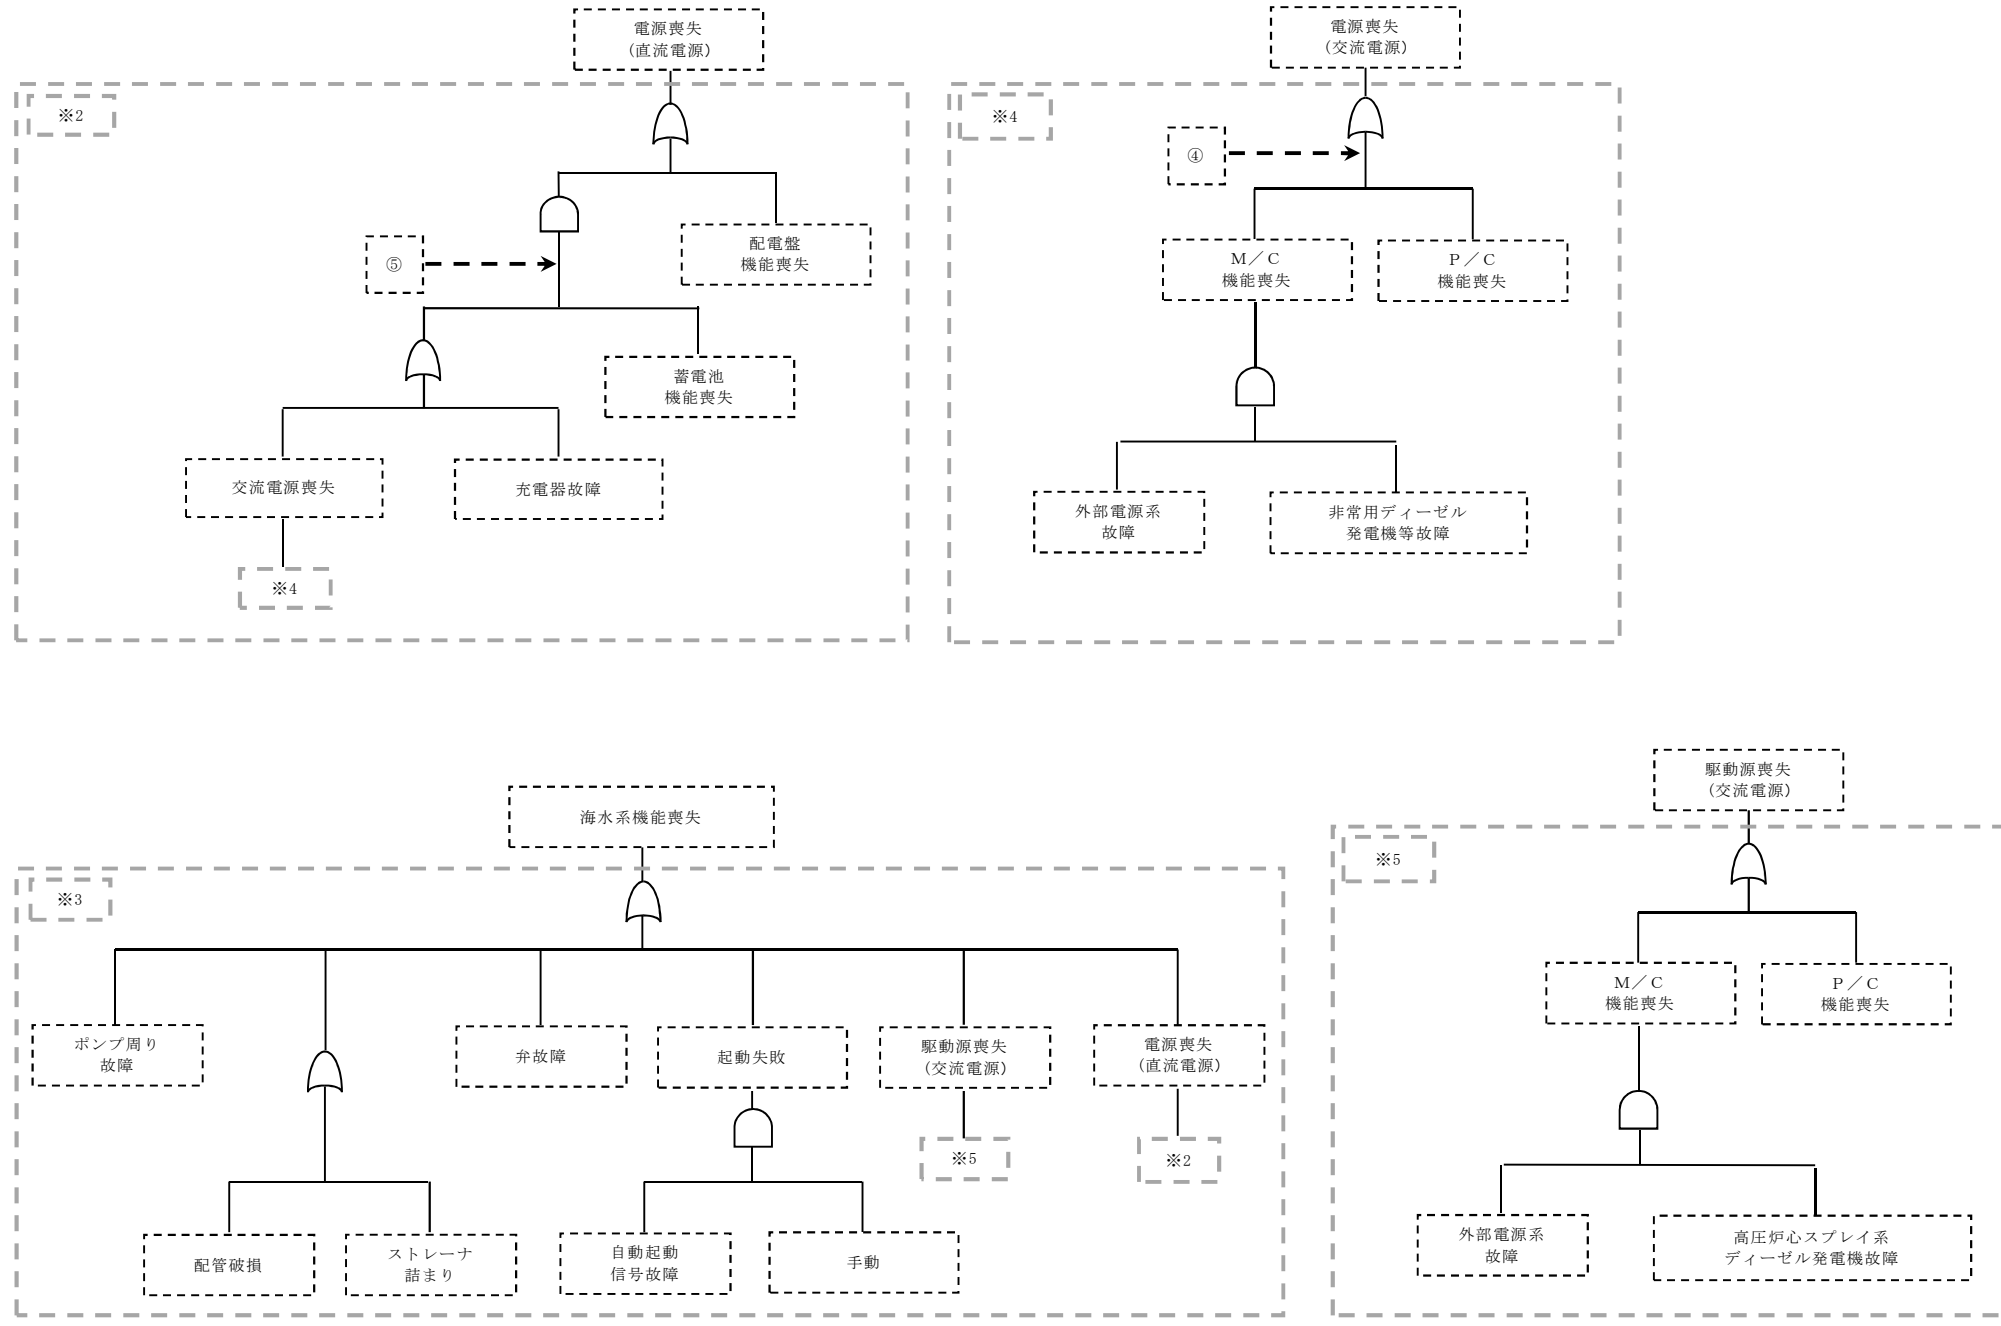 電源喪失
(直流電源)
※2
⑤
配電盤
機能喪失
蓄電池
機能喪失
交流電源喪失
充電器故障
※4
電源喪失
(交流電源)
※4
④
M/C
機能喪失
P/C
機能喪失
外部電源系
故障
非常用ディーゼル
発電機等故障
海水系機能喪失
※3
ポンプ周り
故障
弁故障
起動失敗
駆動源喪失
(交流電源)
電源喪失
(直流電源)
※5
※2
配管破損
ストレーナ
詰まり
自動起動
信号故障
手動
駆動源喪失
(交流電源)
※5
M/C
機能喪失
P/C
機能喪失
外部電源系
故障
高圧炉心スプレイ系
ディーゼル発電機故障